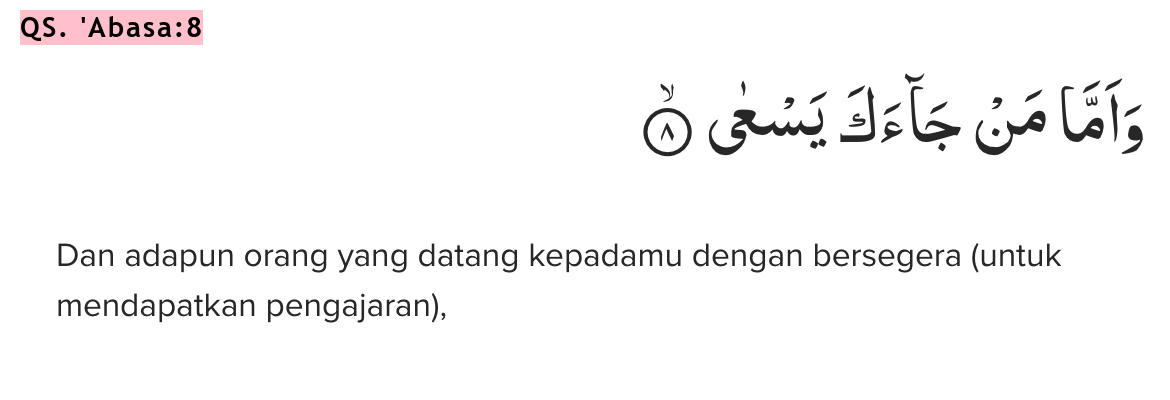 QS. 'Abasa:8
وَاَمَّا مَنْ جَاۤءَكَ يَسْعٰىۙ ٨
Dan adapun orang yang datang kepadamu dengan bersegera (untuk
mendapatkan pengajaran),